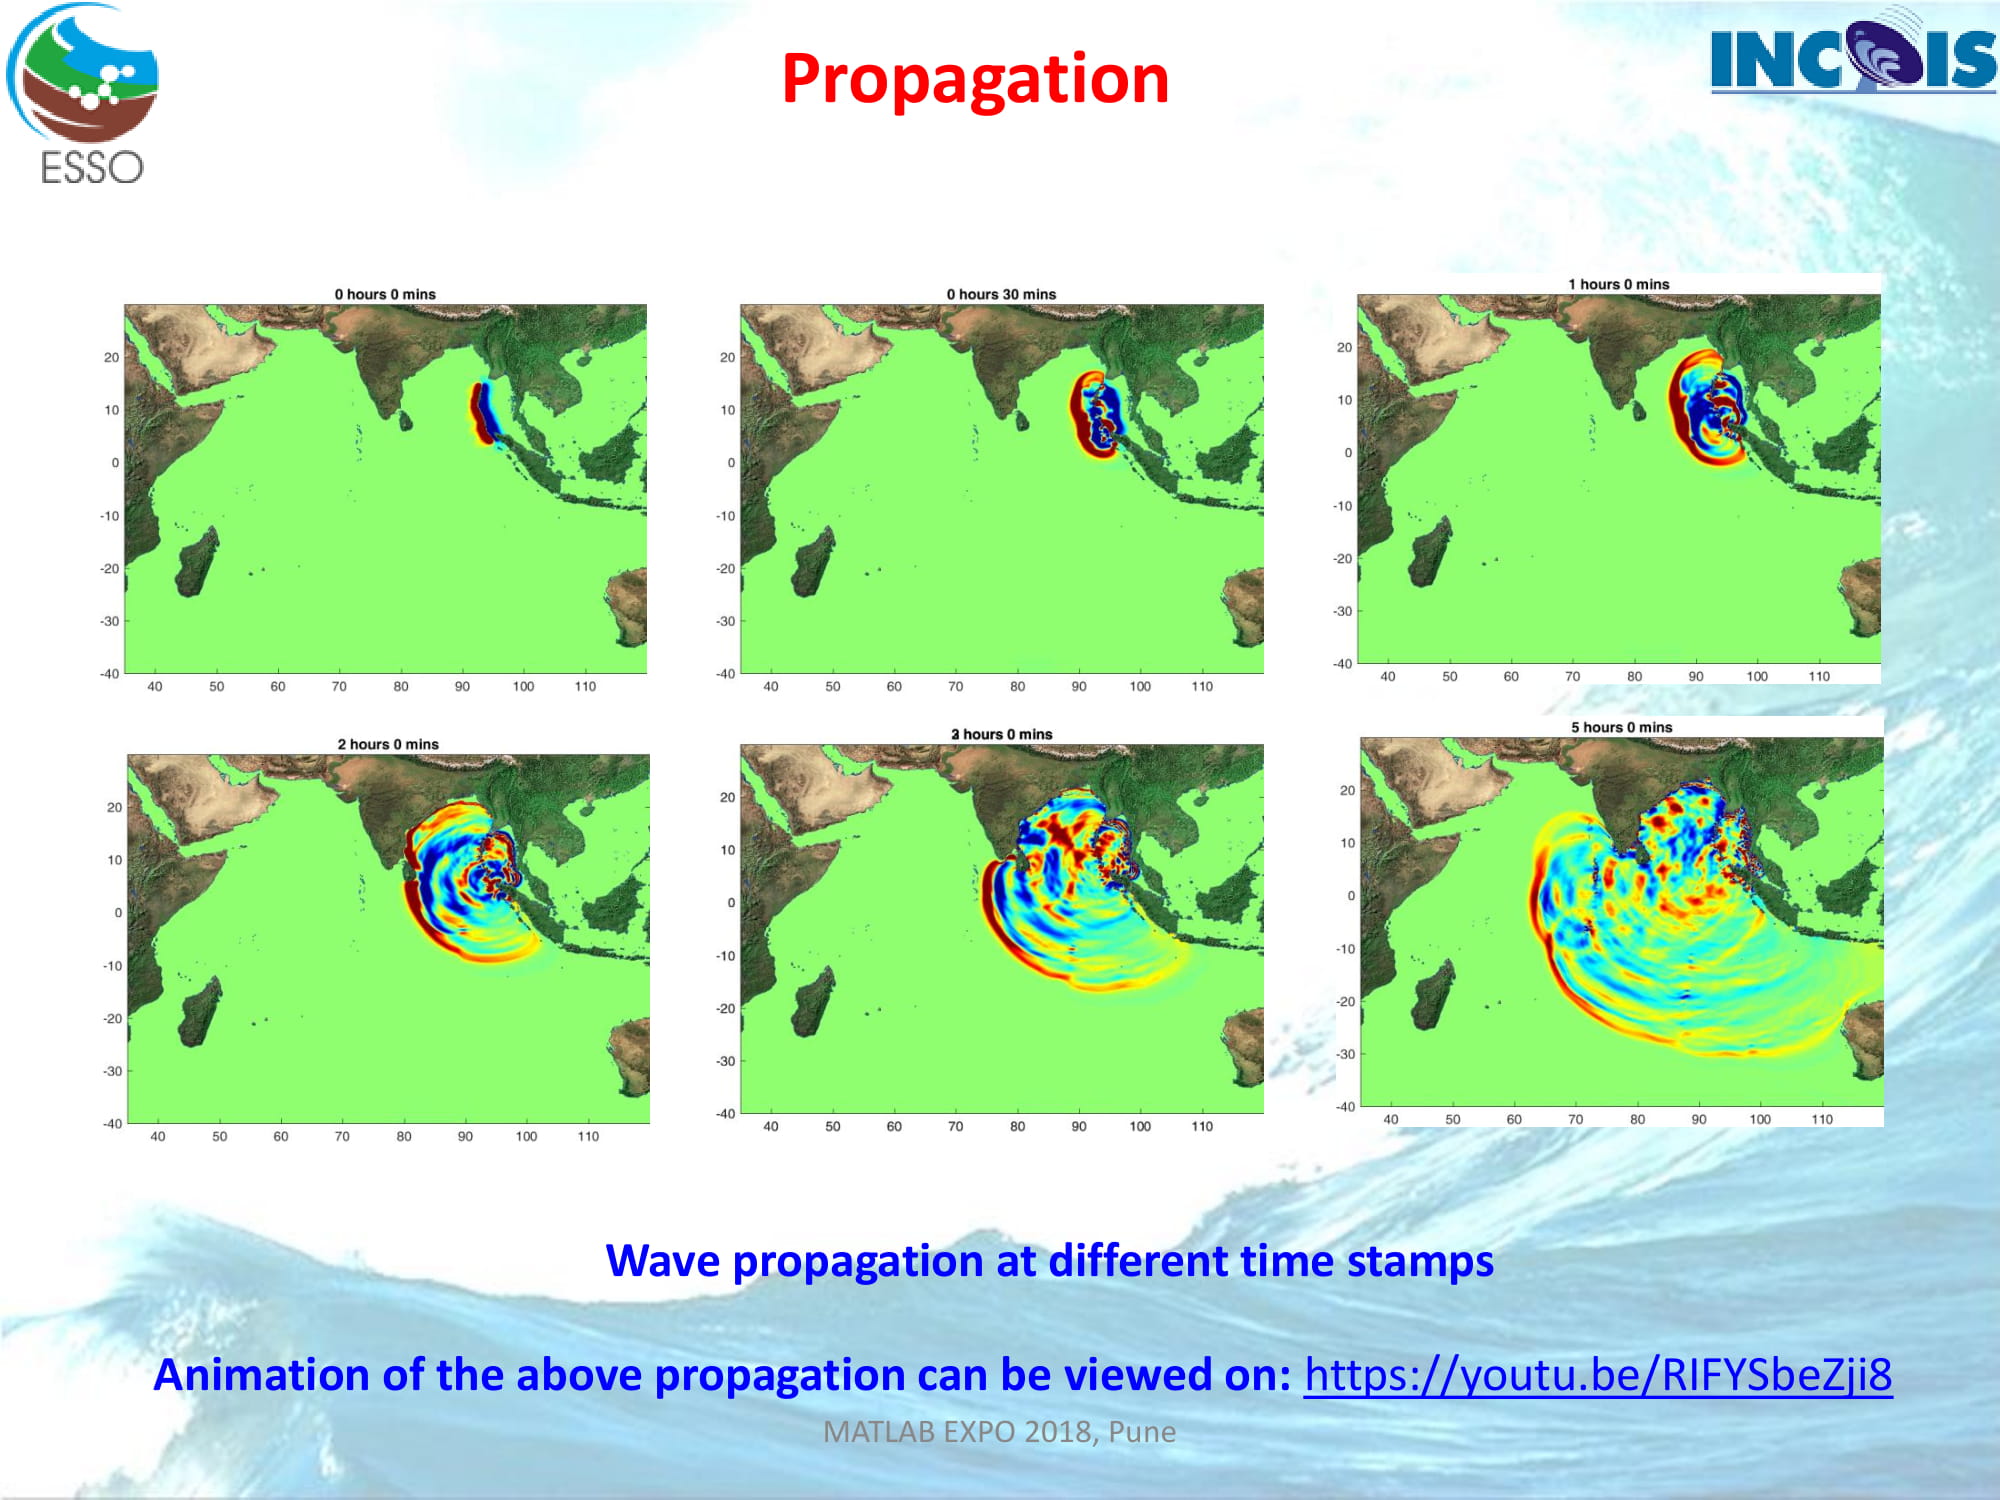 Propagation
ESSO
INCOIS
0 hours 0 mins
20
10
0
-10
-20
-30
-40
40 50 60 70 80 90 100 110
0 hours 30 mins
20
10
0
-10
-20
-30
-40
40 50 60 70 80 90 100 110
1 hours 0 mins
20
10
0
-10
-20
-30
-40
40 50 60 70 80 90 100 110
2 hours 0 mins
20
10
0
-10
-20
-30
-40
40 50 60 70 80 90 100 110
hours 0 mins
20
10
0
-10
-20
-30
-40
40 50 60 70 80 90 100 110
5 hours 0 mins
20
10
0
-10
-20
-30
-40
40 50 60 70 80 90 100 110
Wave propagation at different time stamps
Animation of the above propagation can be viewed on: https://youtu.be/RIFYSbeZji8
MATLAB EXPO 2018, Pune